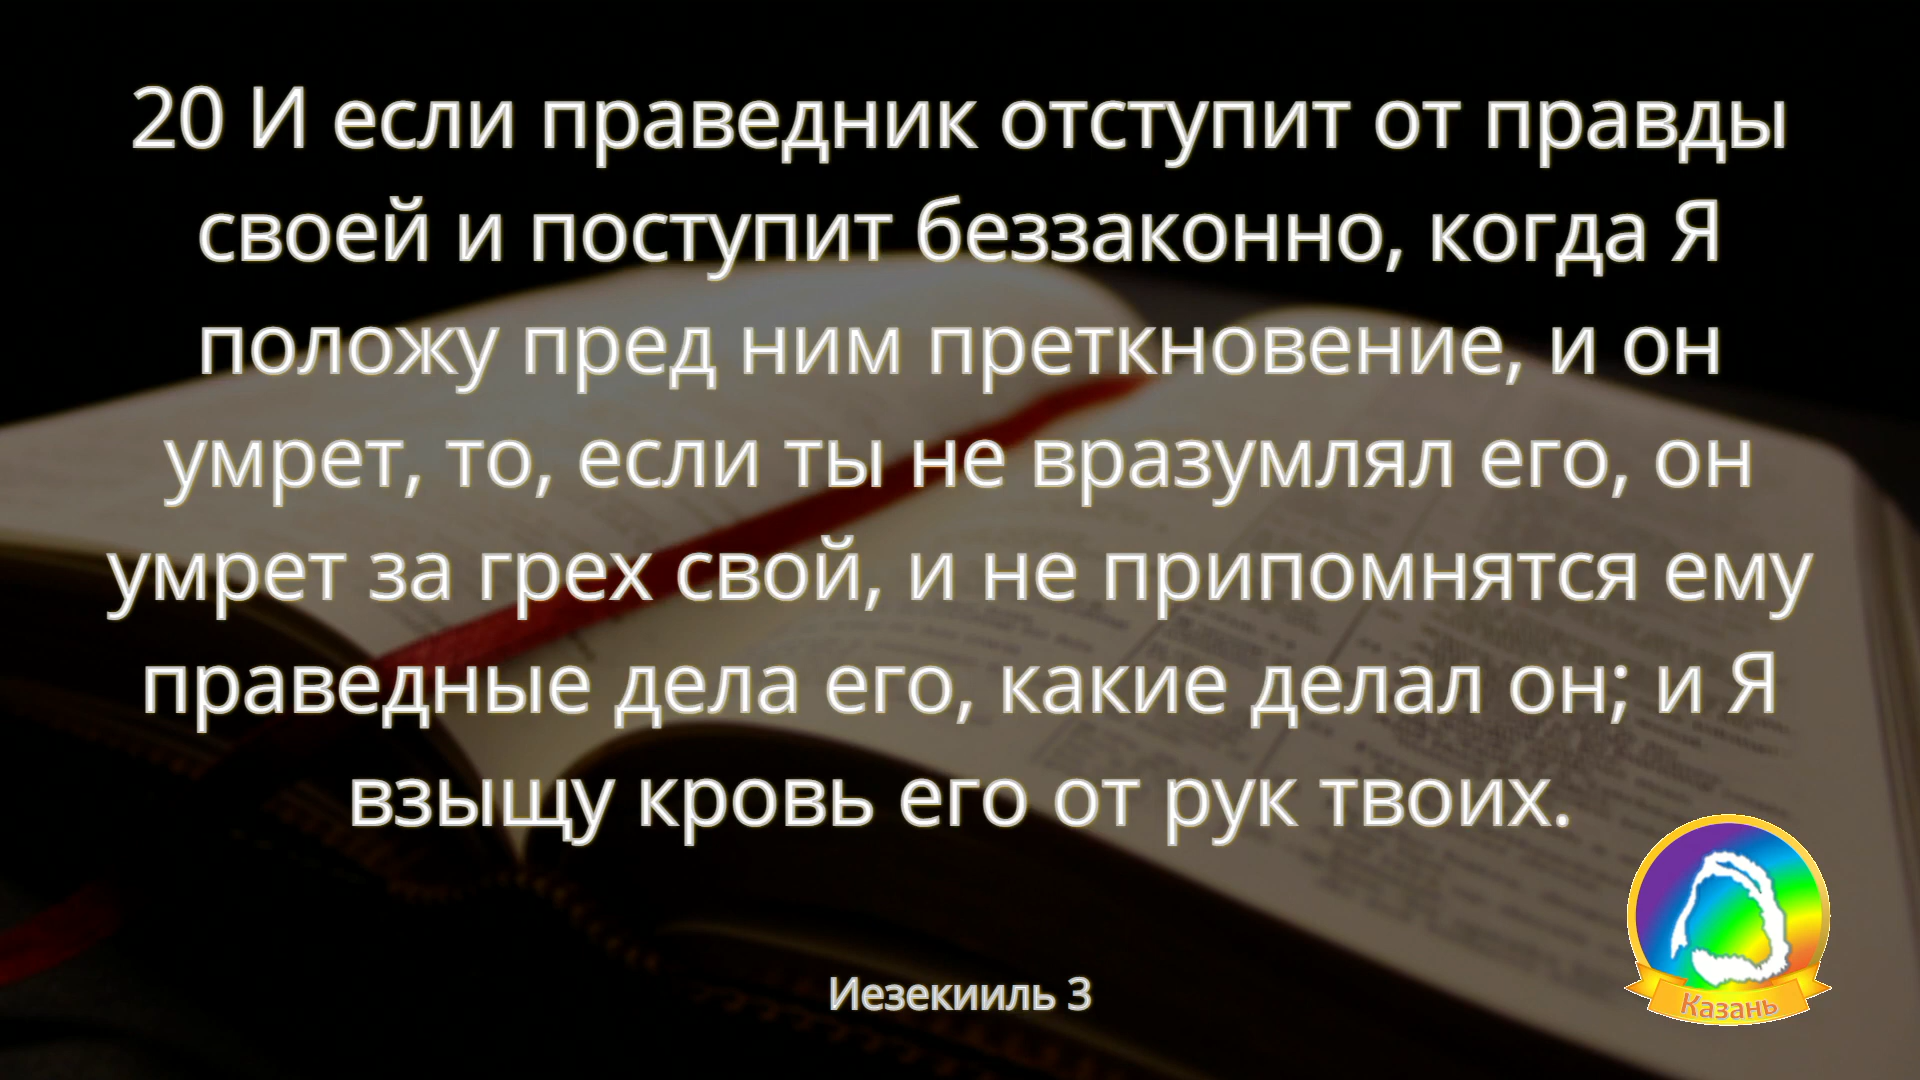 20 И если праведник отступит от правды
своей и поступит беззаконно, когда Я
положу пред ним преткновение, и он
умрет, то, если ты не вразумлял его, он
умрет за грех свой, и не припомнятся ему
праведные дела его, какие делал он; и Я
взыщу кровь его от рук твоих.
Иезекииль 3
Казань